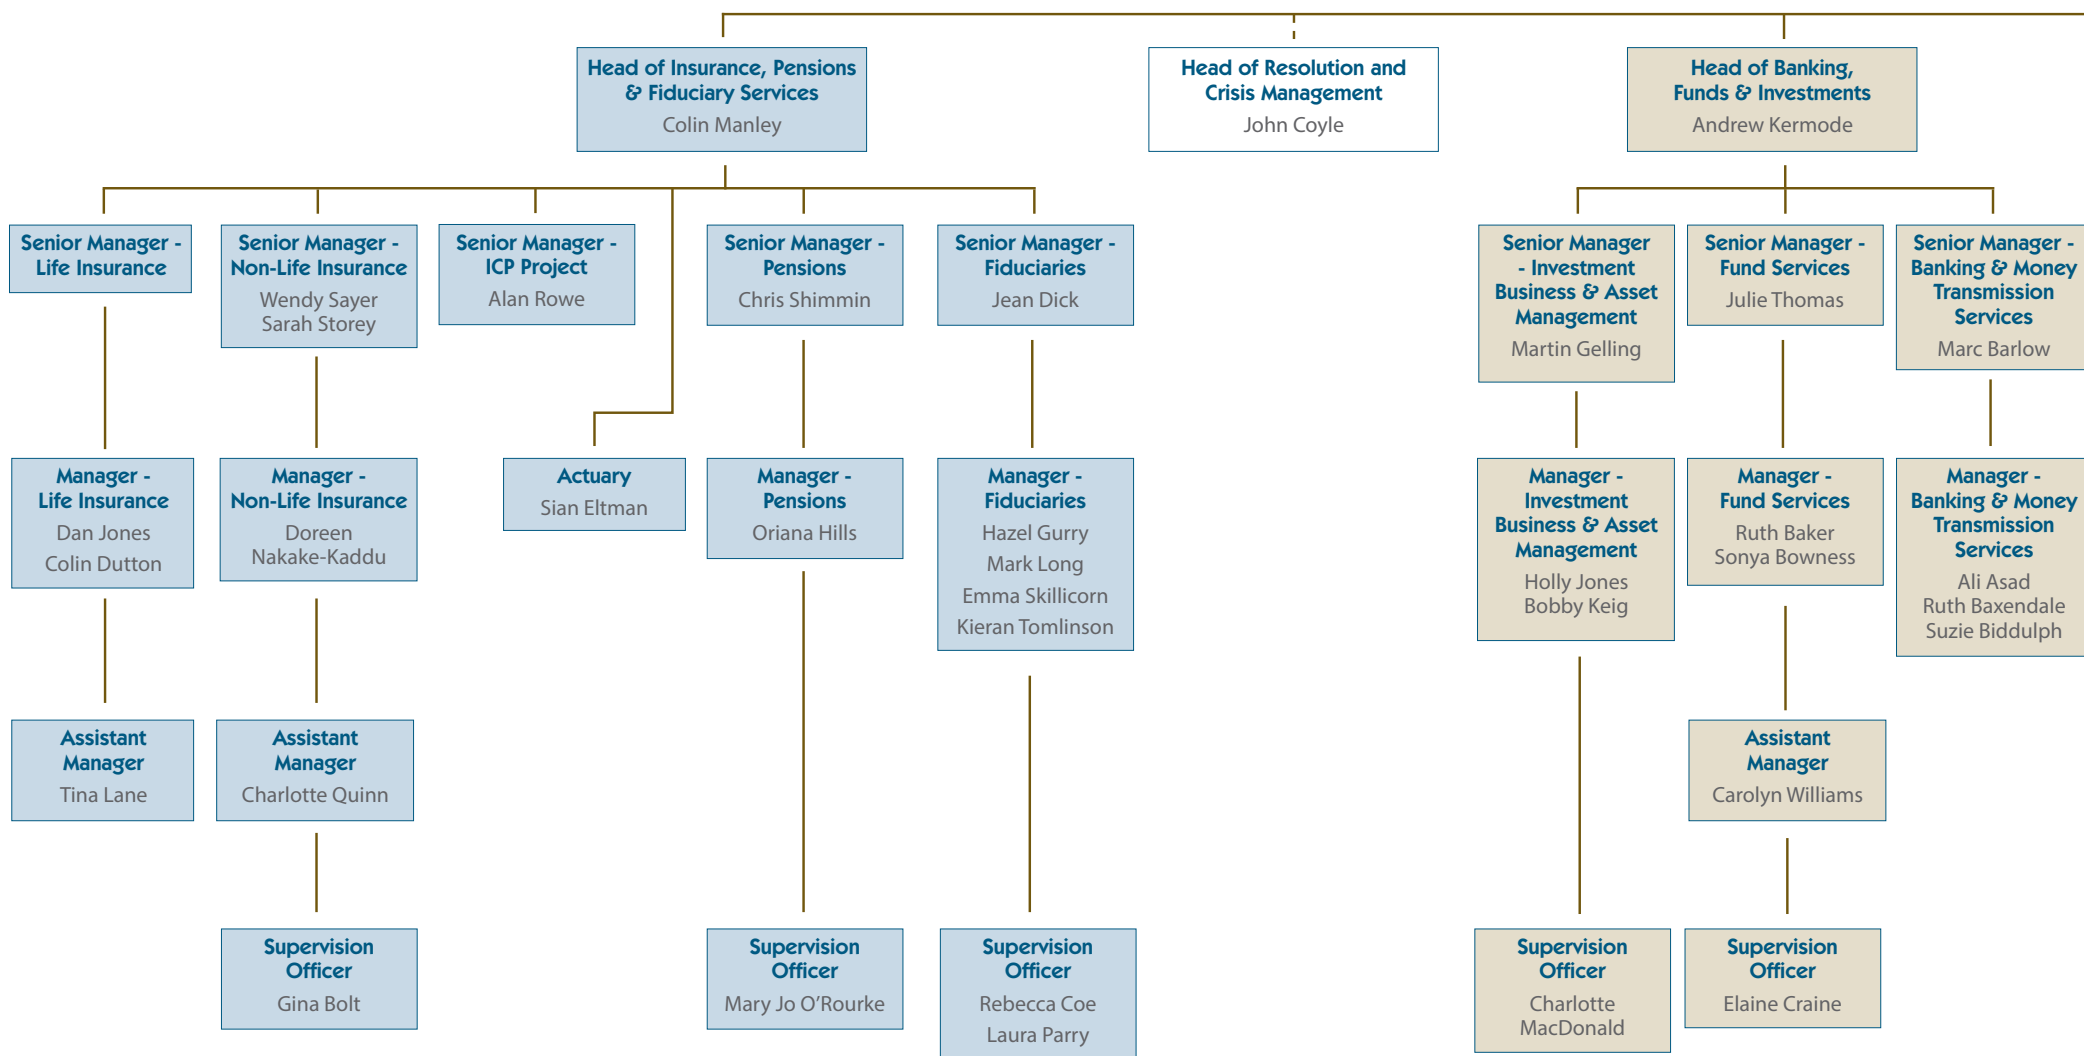 Head of Insurance, Pensions
& Fiduciary Services
Colin Manley
Head of Resolution and
Crisis Management
John Coyle
Head of Banking,
Funds & Investments
Andrew Kermode
Senior Manager -
Life Insurance
Senior Manager -
Non-Life Insurance
Wendy Sayer
Sarah Storey
Senior Manager -
ICP Project
Alan Rowe
Senior Manager -
Pensions
Chris Shimmin
Senior Manager -
Fiduciaries
Jean Dick
Senior Manager
- Investment
Business & Asset
Management
Martin Gelling
Senior Manager -
Fund Services
Julie Thomas
Senior Manager -
Banking & Money
Transmission
Services
Marc Barlow
Manager -
Life Insurance
Dan Jones
Colin Dutton
Manager -
Non-Life Insurance
Doreen
Nakake-Kaddu
Actuary
Sian Eltman
Manager -
Pensions
Oriana Hills
Manager -
Fiduciaries
Hazel Gurry
Mark Long
Emma Skillicorn
Kieran Tomlinson
Manager -
Investment
Business & Asset
Management
Holly Jones
Bobby Keig
Manager -
Fund Services
Ruth Baker
Sonya Bowness
Manager -
Banking & Money
Transmission
Services
Ali Asad
Ruth Baxendale
Suzie Biddulph
Assistant
Manager
Tina Lane
Assistant
Manager
Charlotte Quinn
Assistant
Manager
Carolyn Williams
Supervision
Officer
Gina Bolt
Supervision
Officer
Mary Jo O'Rourke
Supervision
Officer
Rebecca Coe
Laura Parry
Supervision
Officer
Charlotte
MacDonald
Supervision
Officer
Elaine Craine